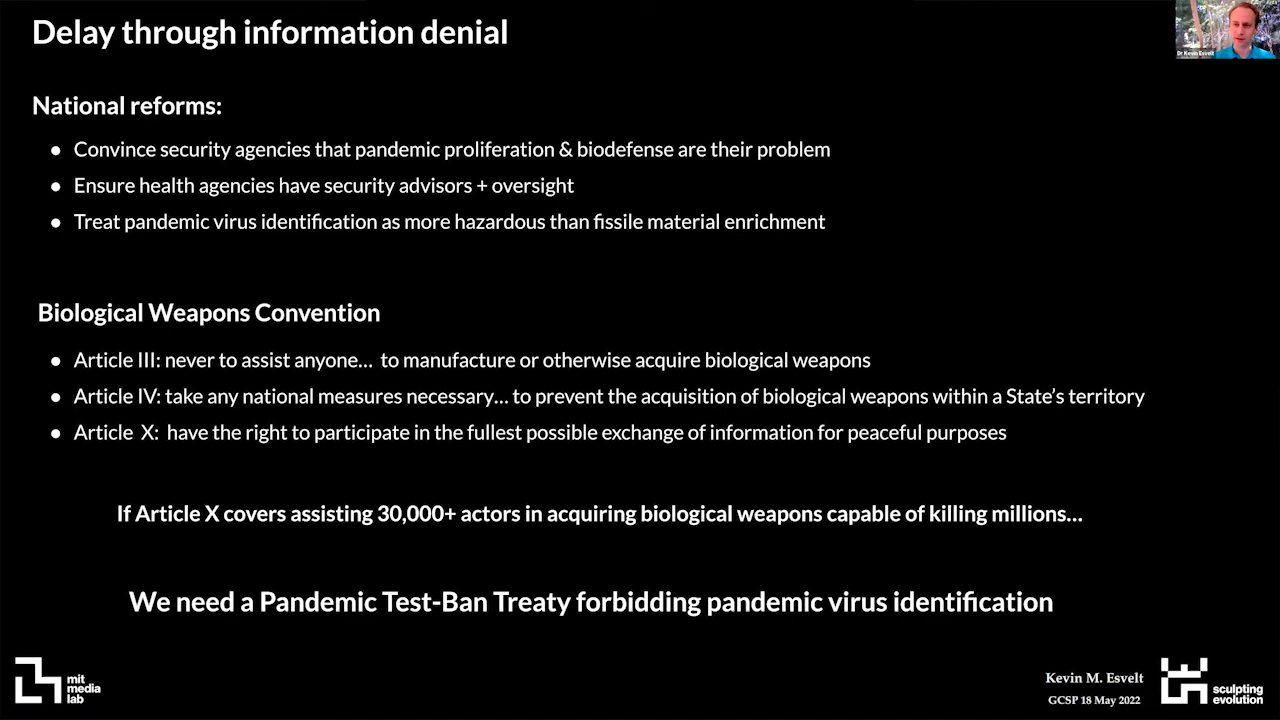 Delay through information denial
Dr Kevin Esvelt
National reforms:
● Convince security agencies that pandemic proliferation & biodefense are their problem
● Ensure health agencies have security advisors + oversight
● Treat pandemic virus identification as more hazardous than fissile material enrichment
Biological Weapons Convention
● Article III: never to assist anyone... to manufacture or otherwise acquire biological weapons
● Article IV: take any national measures necessary... to prevent the acquisition of biological weapons within a State's territory
● Article X: have the right to participate in the fullest possible exchange of information for peaceful purposes
If Article X covers assisting 30,000+ actors in acquiring biological weapons capable of killing millions...
We need a Pandemic Test-Ban Treaty forbidding pandemic virus identification
mit
media
lab
Kevin M. Esvelt
GCSP 18 May 2022
sculpting
evolution